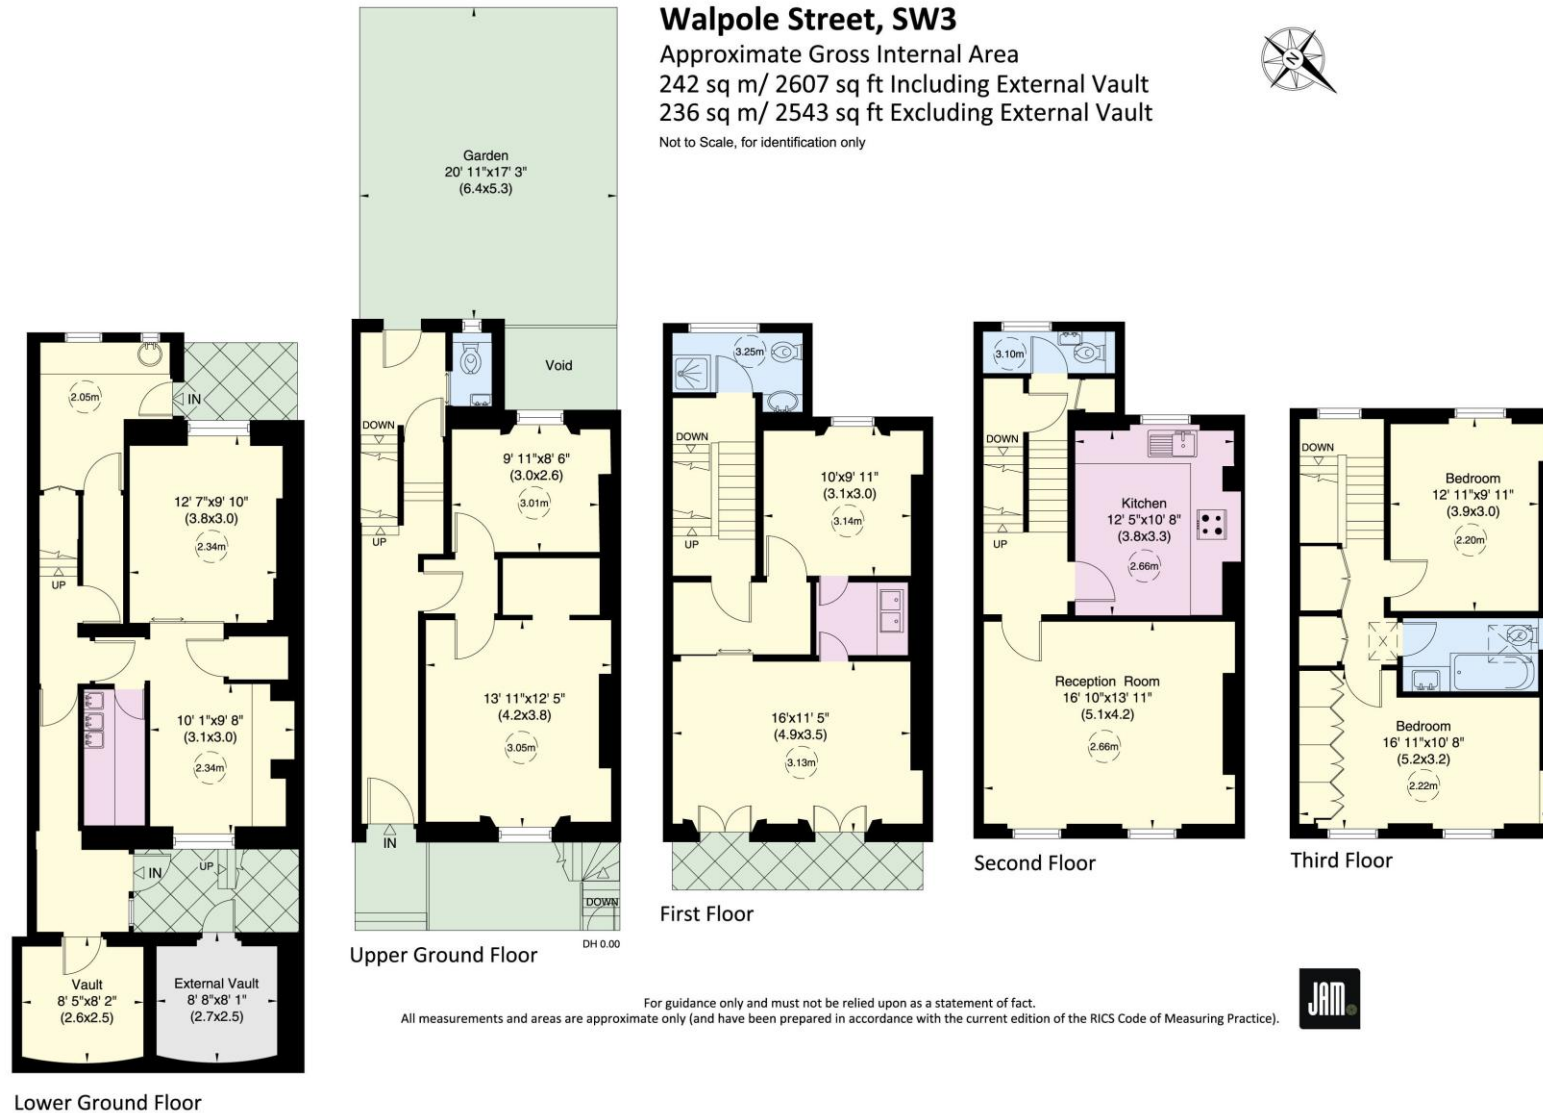 Walpole Street, SW3
Approximate Gross Internal Area
242 sq m/ 2607 sq ft Including External Vault
236 sq m/ 2543 sq ft Excluding External Vault
Not to Scale, for identification only
N
2.05m
IN
12' 7"x9' 10"
(3.8x3.0)
2.34m
UP
10' 1"x9' 8"
(3.1x3.0)
2.34m
IN
UP
Vault
8' 5"x8' 2"
(2.6x2.5)
External Vault
8' 8"x8' 1"
(2.7x2.5)
Lower Ground Floor
Garden
20' 11"x17' 3"
(6.4x5.3)
Void
DOWN
UP
9' 11"x8' 6"
(3.0x2.6)
3.01m
13' 11"x12' 5"
(4.2x3.8)
3.05m
IN
DOWN
DH 0.00
Upper Ground Floor
3.25m
DOWN
UP
10'x9' 11"
(3.1x3.0)
3.14m
16'x11' 5"
(4.9x3.5)
3.13m
First Floor
3.10m
DOWN
UP
Kitchen
12' 5"x10' 8"
(3.8x3.3)
2.66m
Reception Room
16' 10"x13' 11"
(5.1x4.2)
2.66m
Second Floor
DOWN
Bedroom
12' 11"x9' 11"
(3.9x3.0)
2.20m
Bedroom
16' 11"x10' 8"
(5.2x3.2)
2.22m
Third Floor
For guidance only and must not be relied upon as a statement of fact.
All measurements and areas are approximate only (and have been prepared in accordance with the current edition of the RICS Code of Measuring Practice).
JAM